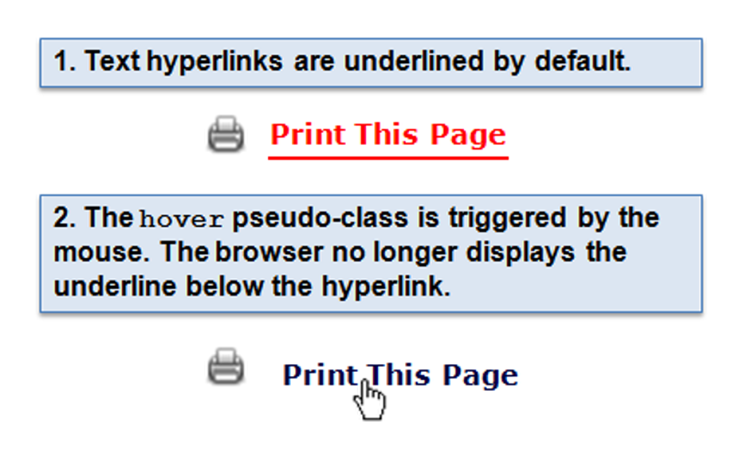 1. Text hyperlinks are underlined by default.
Print This Page
2. The hover pseudo-class is triggered by the
mouse. The browser no longer displays the
underline below the hyperlink.
Print This Page